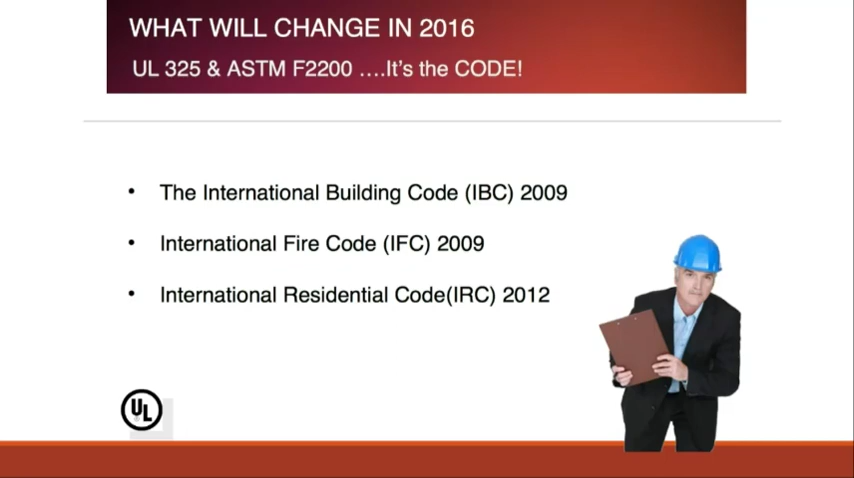 WHAT WILL CHANGE IN 2016
UL 325 & ASTM F2200 ....It's the CODE!
• The International Building Code (IBC) 2009
• International Fire Code (IFC) 2009
• International Residential Code(IRC) 2012
UL